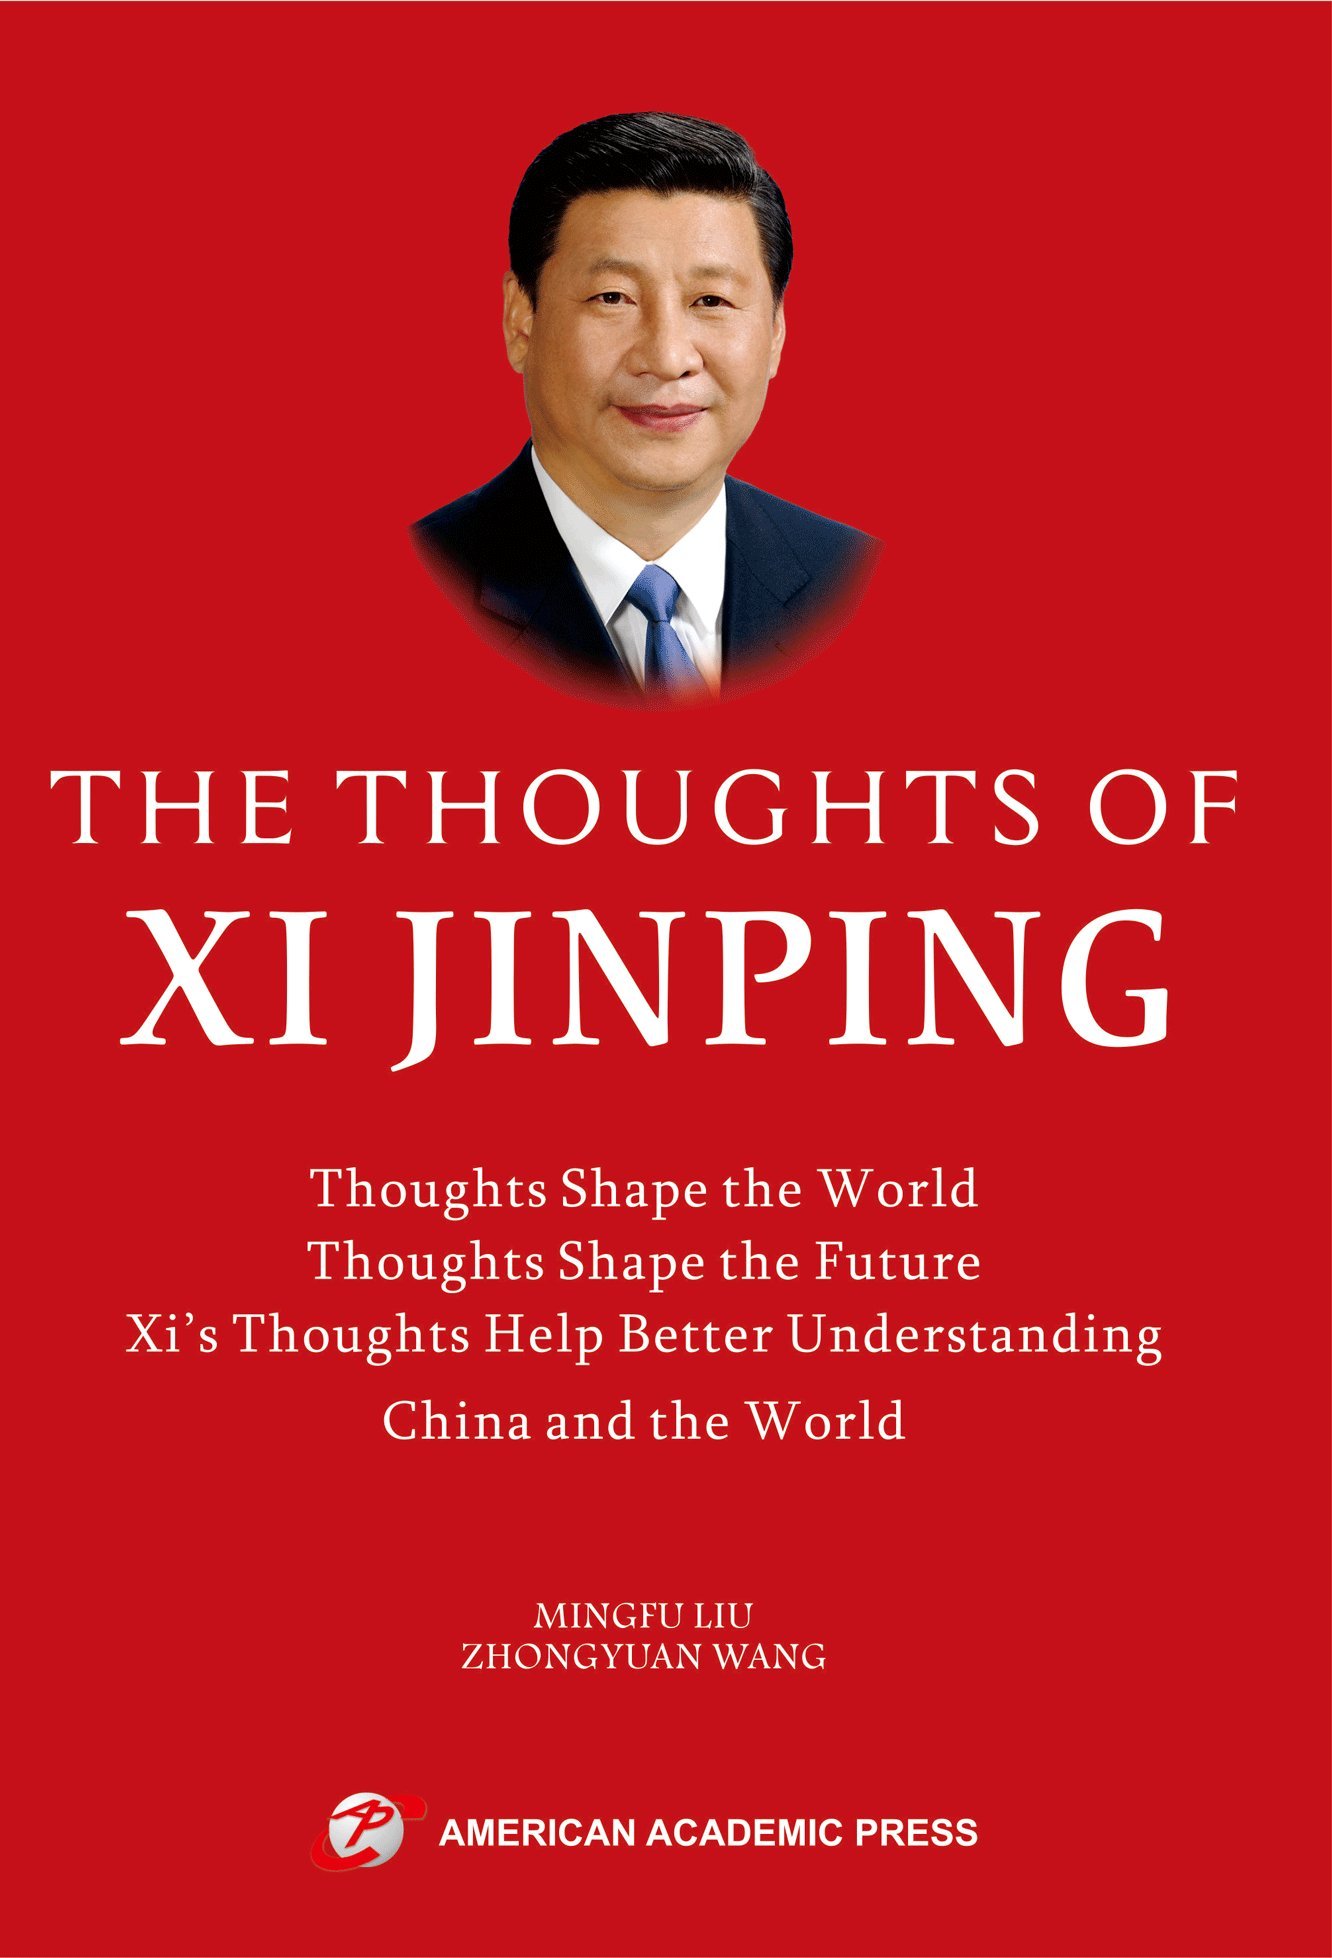 THE THOUGHTS OF
XI JINPING
Thoughts Shape the World
Thoughts Shape the Future
Xi’s Thoughts Help Better Understanding
China and the World
MINGFU LIU
ZHONGYUAN WANG
AP AMERICAN ACADEMIC PRESS